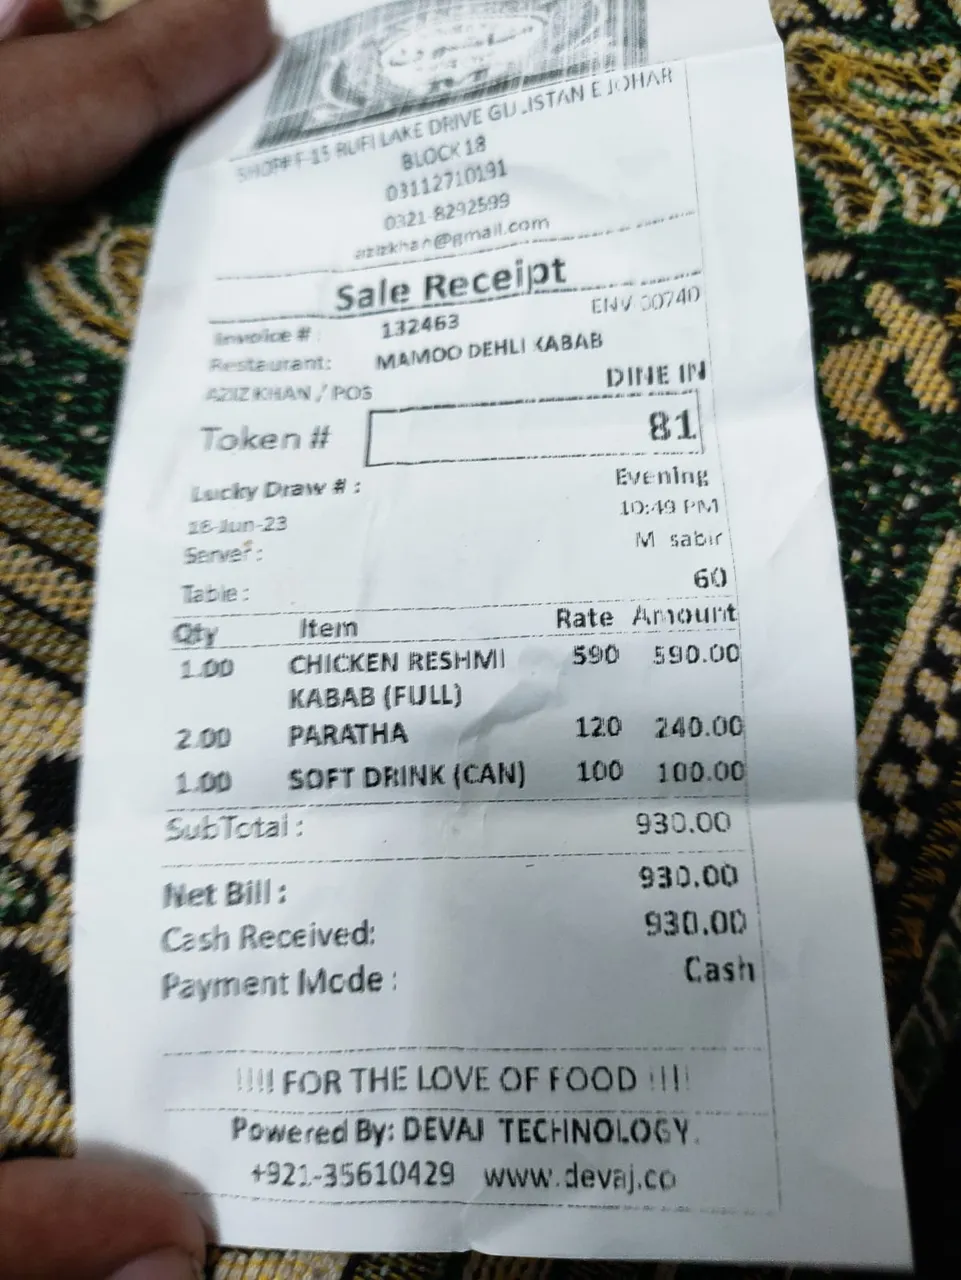 SHOP# F-15 RUFI LAKE DRIVE GULISTAN E JOHAR
BLOCK 18
03112710191
0321-8292599
azizkhan@gmail.com
Sale Receipt
Invoice # : 132463 ENV 00740
Restaurant: MAMOO DEHLI KABAB
AZIZ KHAN / POS DINE IN
Token # 81
Lucky Draw # : Evening
16-Jun-23 10:49 PM
Server : M sabir
Table : 60
Qty Item Rate Amount
1.00 CHICKEN RESHMI 590 590.00
KABAB (FULL)
2.00 PARATHA 120 240.00
1.00 SOFT DRINK (CAN) 100 100.00
SubTotal : 930.00
Net Bill : 930.00
Cash Received: 930.00
Payment Mode : Cash
!!!! FOR THE LOVE OF FOOD !!!!
Powered By: DEVAJ TECHNOLOGY.
+921-35610429 www.devaj.co